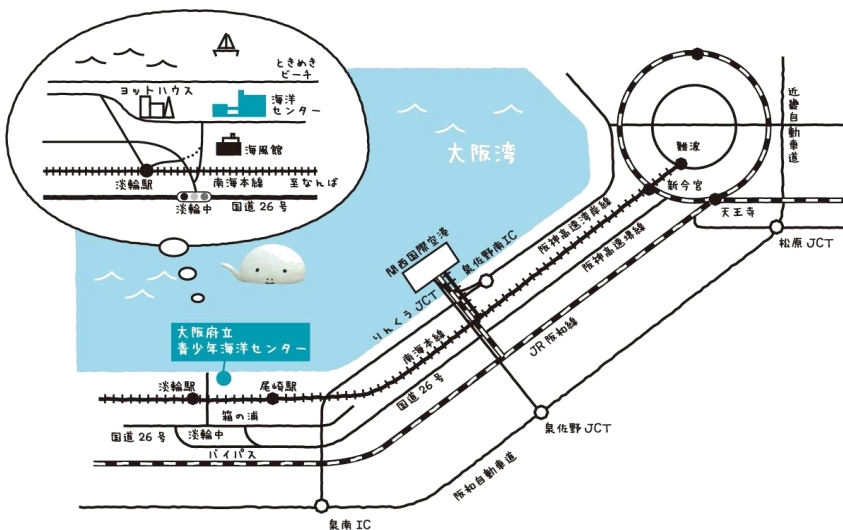 ときめき
ビーチ
ヨットハウス
海洋
センター
海風館
淡輪駅
南海本線
至なんば
淡輪中
国道26号
大阪湾
近畿自動車道
難波
新今宮
天王寺
松原JCT
阪神高速湾岸線
阪神高速堺線
関西国際空港
泉佐野南IC
りんくうJCT
南海本線
国道26号
JR阪和線
大阪府立
青少年海洋センター
淡輪駅
尾崎駅
箱の浦
国道26号
淡輪中
バイパス
泉佐野JCT
阪和自動車道
泉南IC